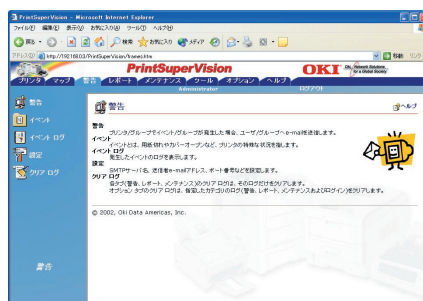 PrintSuperVision - Microsoft Internet Explorer
ファイル(F) 編集(E) 表示(V) お気に入り(A) ツール(T) ヘルプ(H)
戻る 検索 お気に入り メディア
アドレス(D) http://192.168.0.3/PrintSuperVision/frames.htm 移動 リンク
PrintSuperVision
OKI
Oki, Network Solutions for a Global Society
プリンタ マップ 警告 レポート メンテナンス ツール オプション ヘルプ
Administrator ログアウト
警告
イベント
イベント ログ
設定
クリア ログ
警告
警告
ヘルプ
警告
プリンタ/グループでイベント/グループが発生した場合、ユーザ/グループへe-mailを送信します。
イベント
イベントとは、用紙切れやカバーオープンなど、プリンタの特殊な状況を指します。
イベント ログ
発生したイベントのログを表示します。
設定
SMTPサーバ名、送信者e-mailアドレス、ポート番号などを設定します。
クリア ログ
各タブ(警告、レポート、メンテナンス)のクリア ログは、そのログだけをクリアします。
オプション タブのクリア ログは、指定したカテゴリのログ(警告、レポート、メンテナンスおよびログイン)をクリアします。
© 2002, Oki Data Americas, Inc.